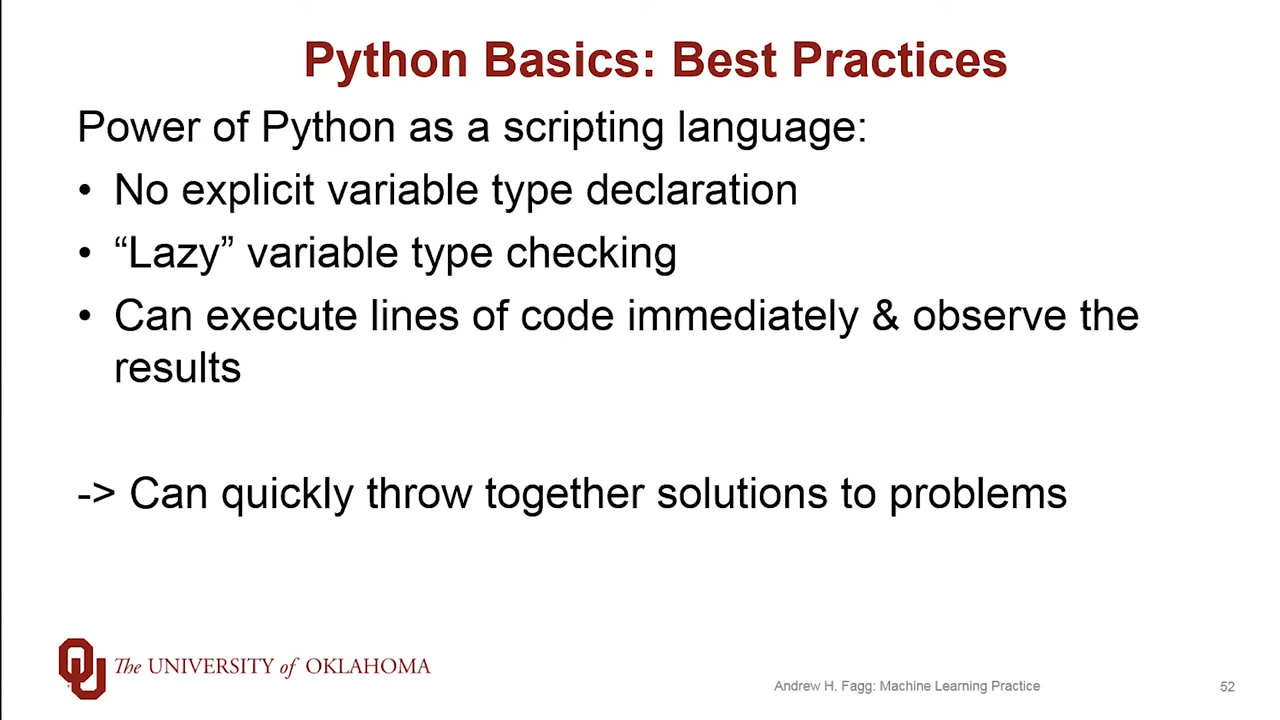 Python Basics: Best Practices
Power of Python as a scripting language:
• No explicit variable type declaration
• “Lazy” variable type checking
• Can execute lines of code immediately & observe the
results
-> Can quickly throw together solutions to problems
The UNIVERSITY of OKLAHOMA
Andrew H. Fagg: Machine Learning Practice
52